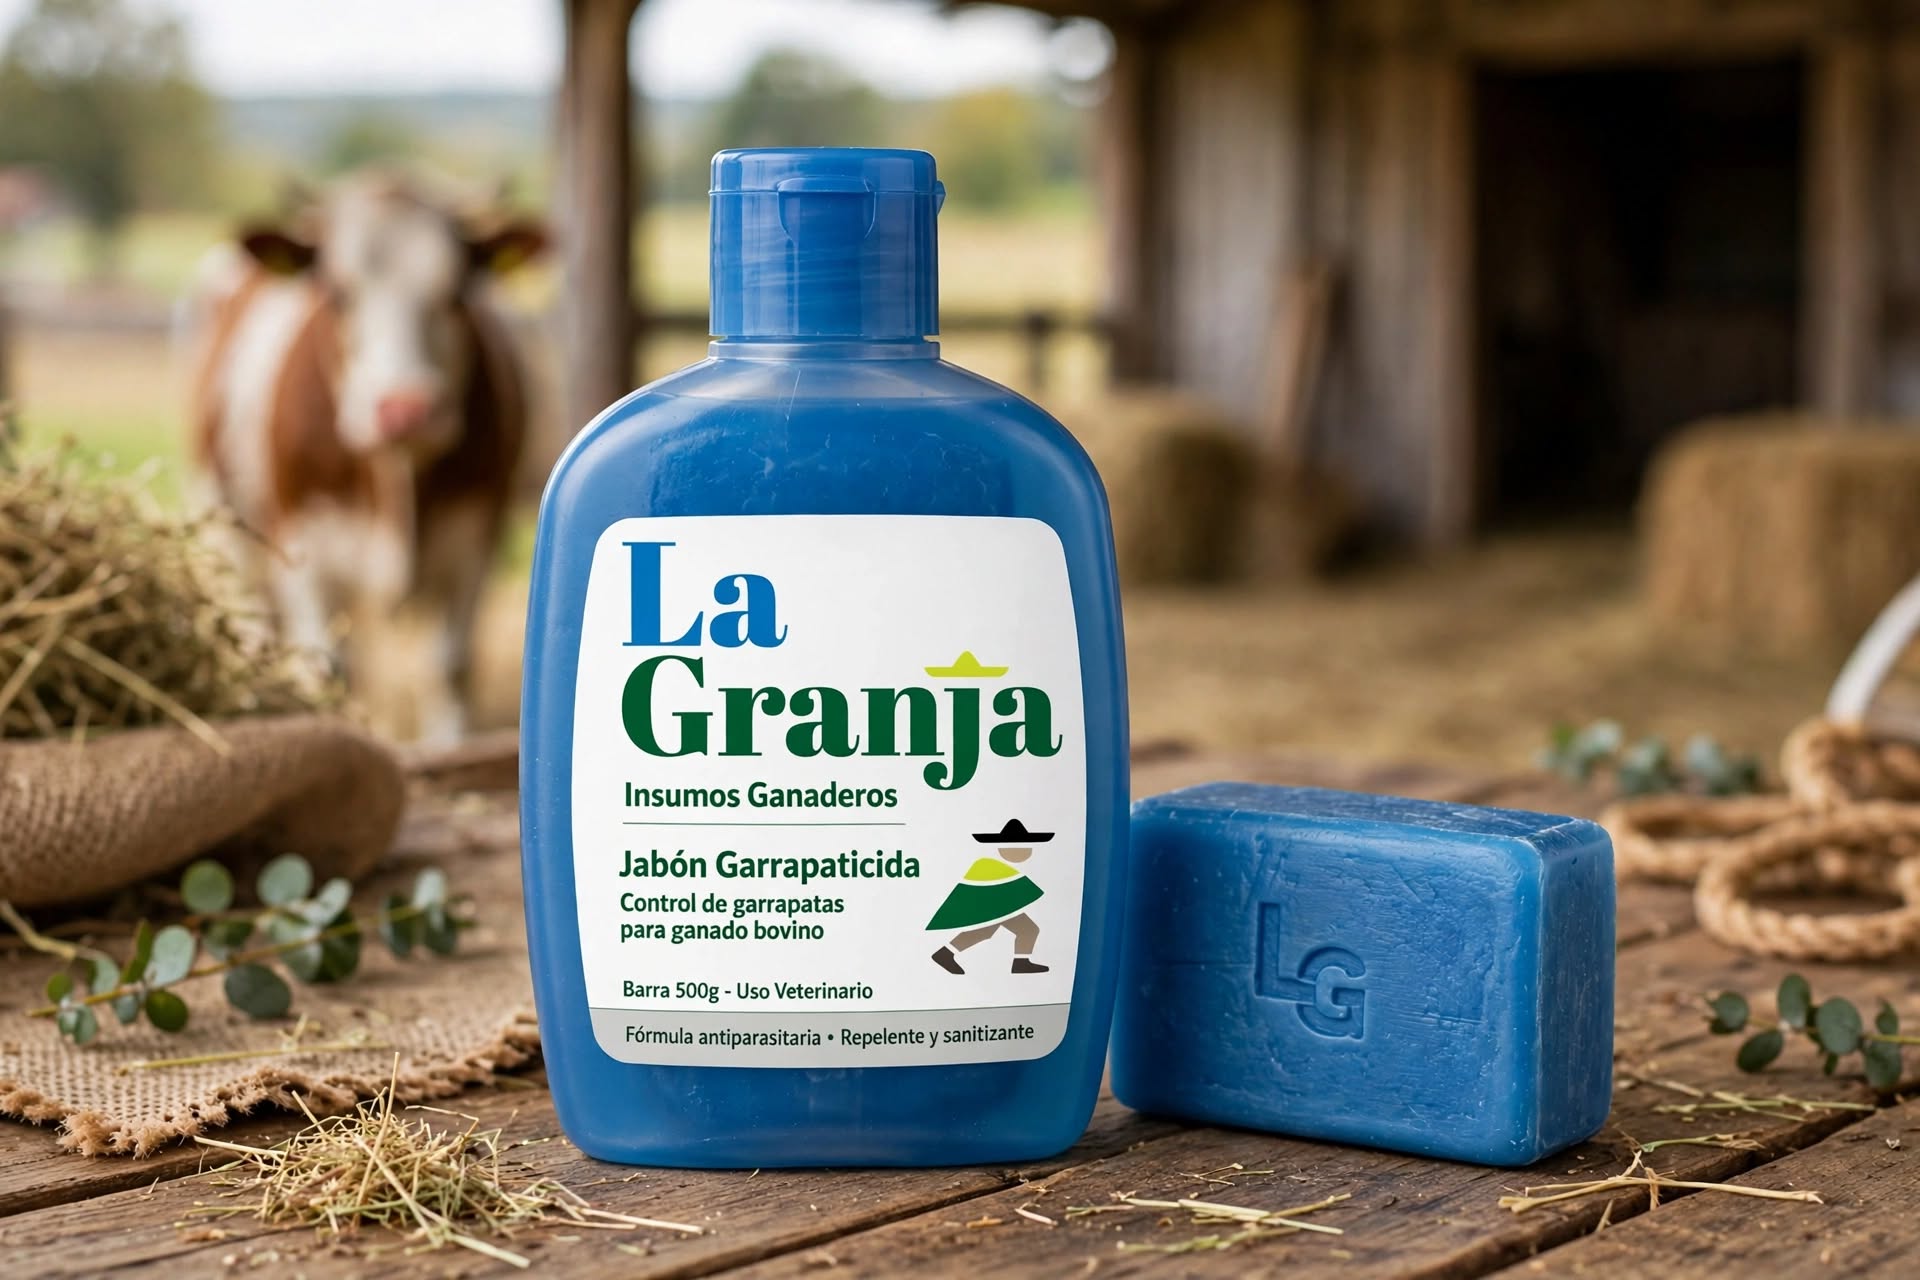 La
Granja
Insumos Ganaderos
Jabón Garrapaticida
Control de garrapatas
para ganado bovino
Barra 500g - Uso Veterinario
Fórmula antiparasitaria • Repelente y sanitizante
LG